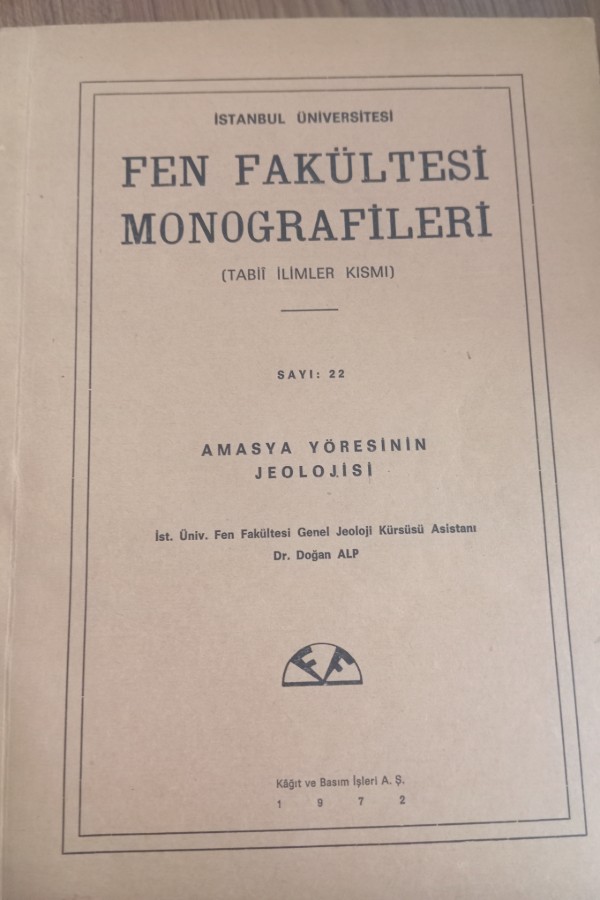 İSTANBUL ÜNİVERSİTESİ
FEN FAKÜLTESİ
MONOGRAFİLERİ
(TABİÎ İLİMLER KISMI)
SAYI: 22
AMASYA YÖRESİNİN
JEOLOJİSİ
İst. Üniv. Fen Fakültesi Genel Jeoloji Kürsüsü Asistanı
Dr. Doğan ALP
FF
Kâğıt ve Basım İşleri A. Ş.
1 9 7 2